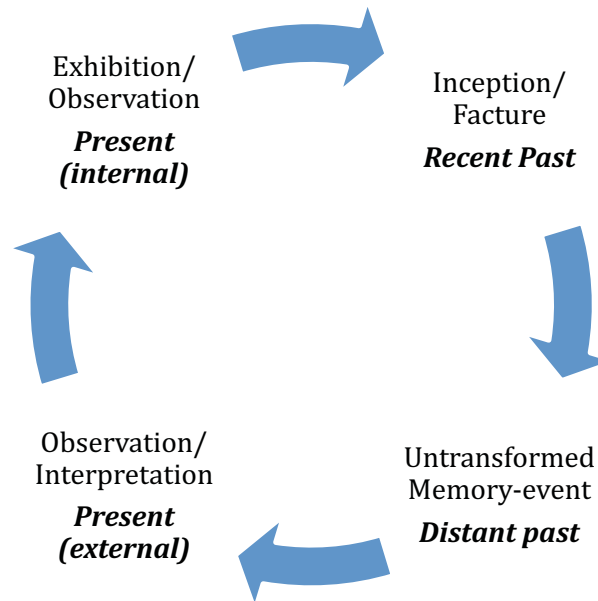 Exhibition/
Observation
Present
(internal)
Inception/
Facture
Recent Past
Untransformed
Memory-event
Distant past
Observation/
Interpretation
Present
(external)